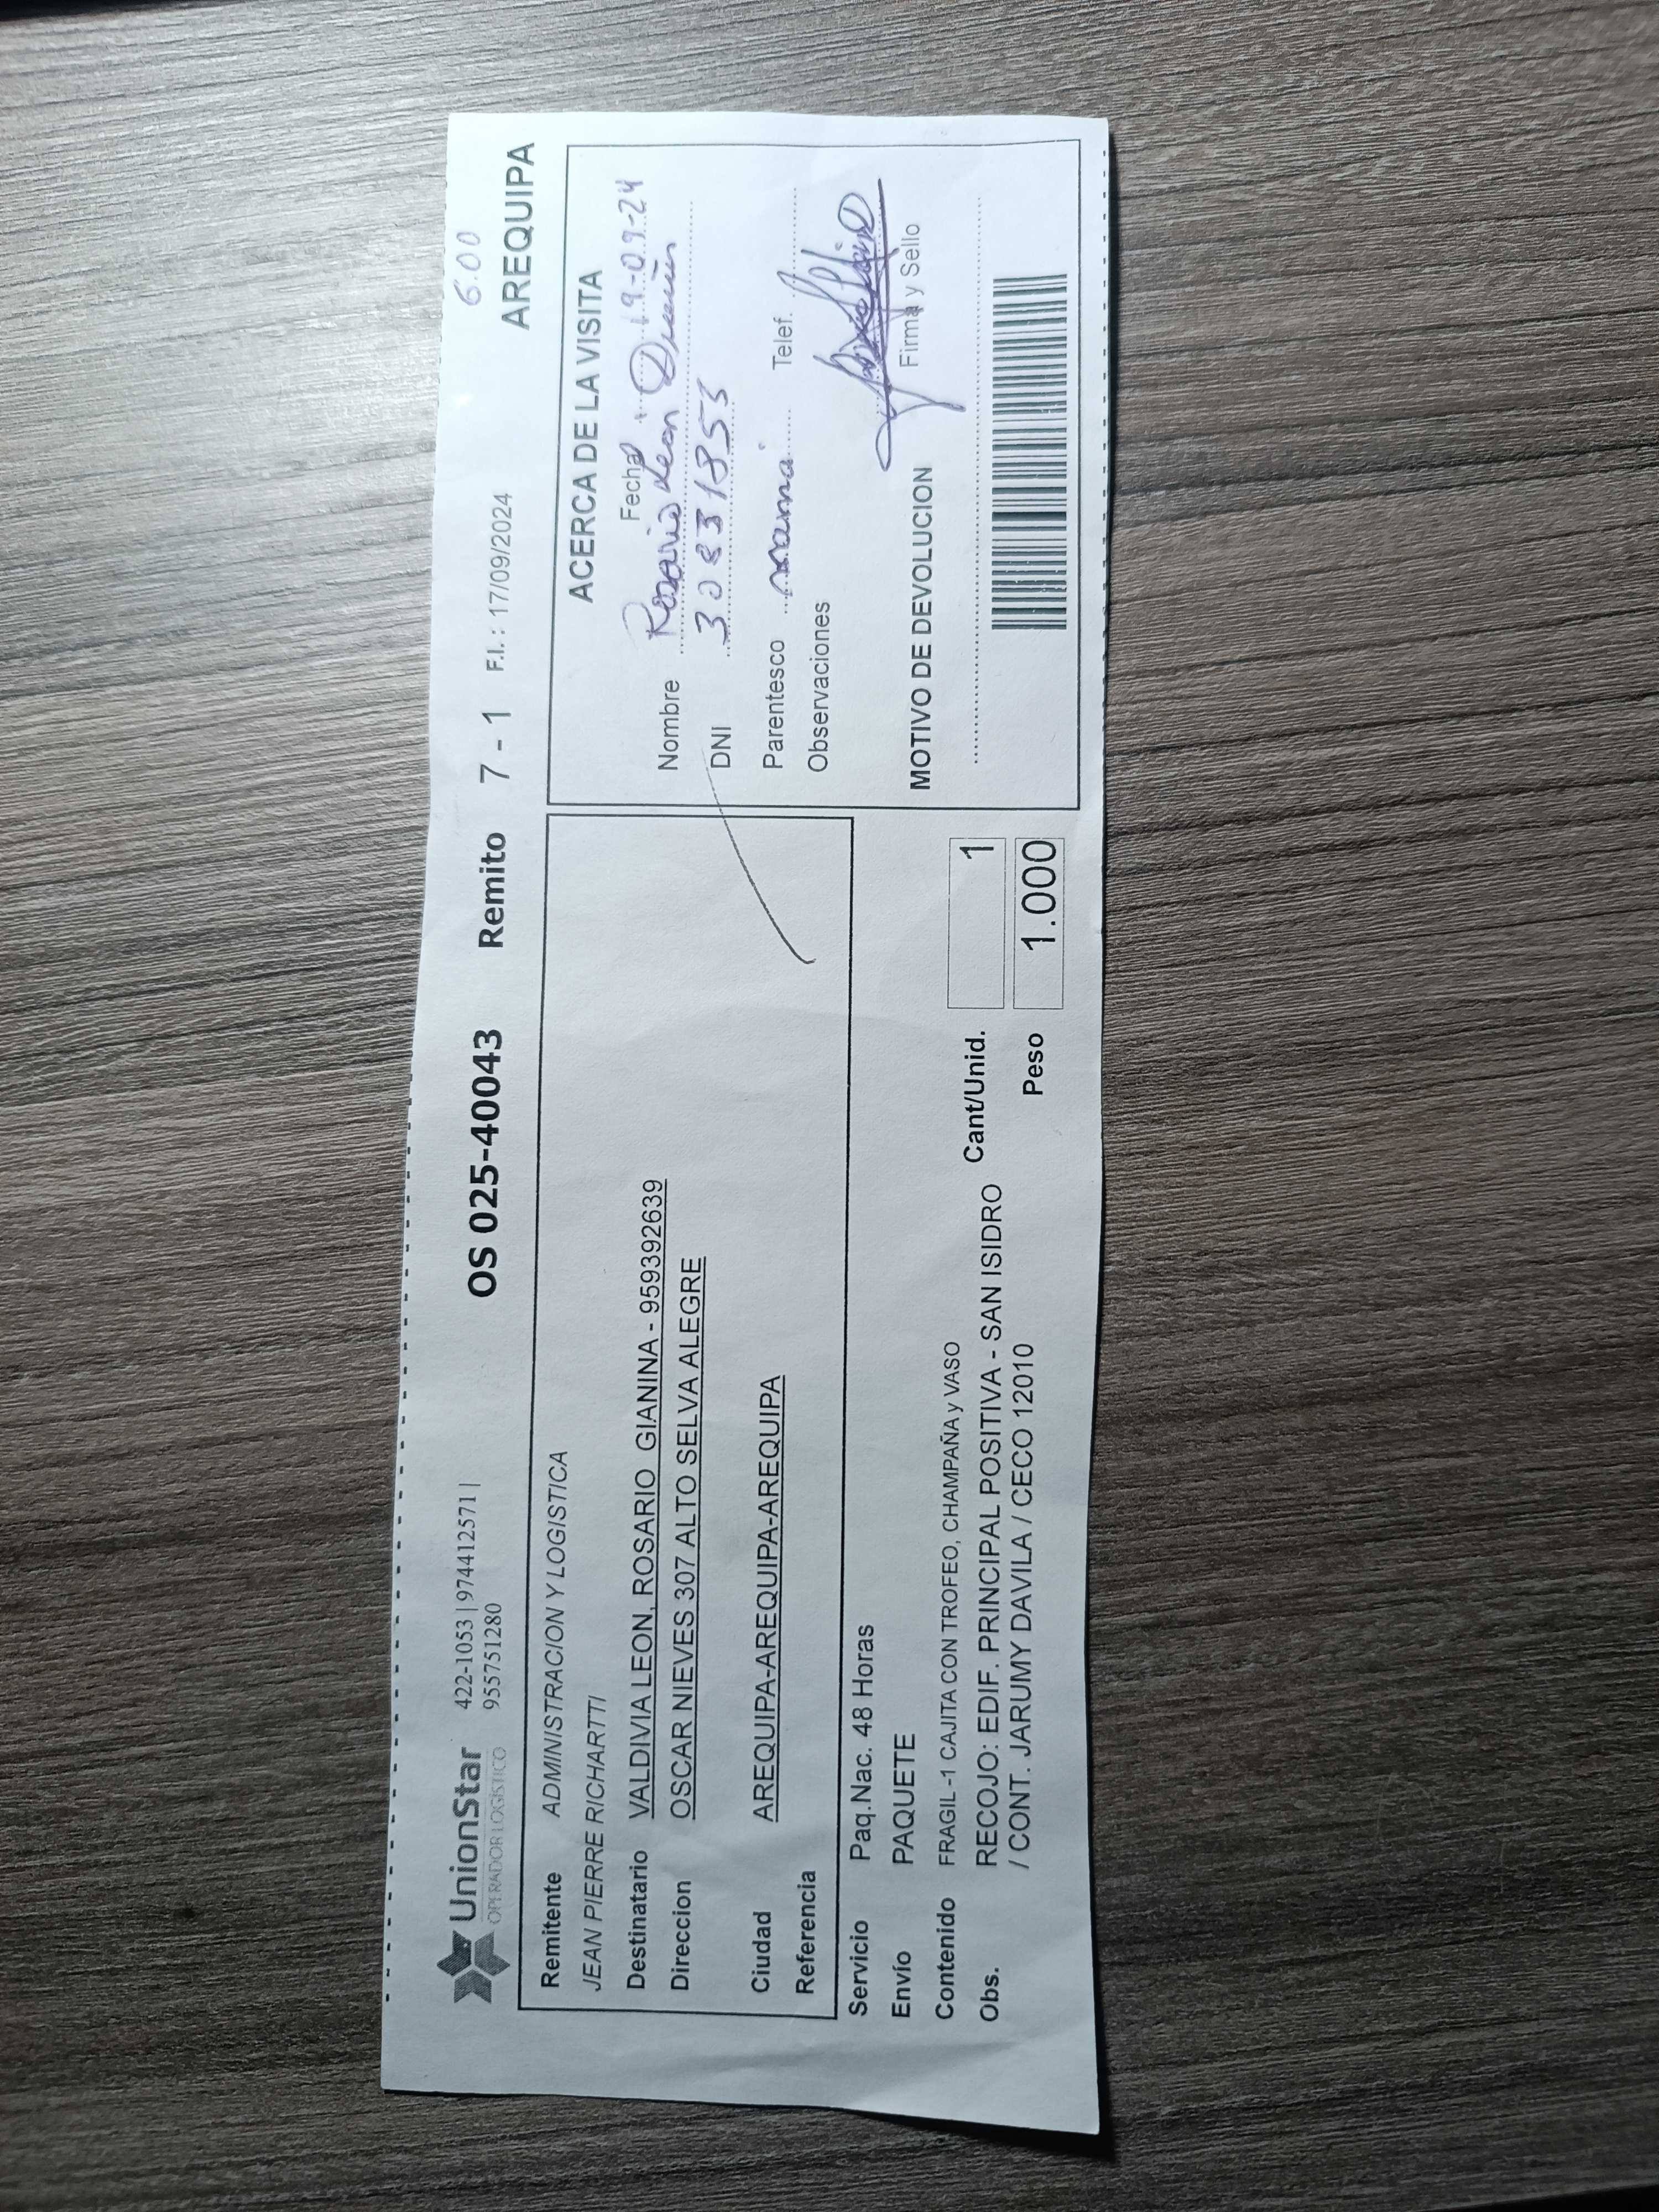 UnionStar
OPERADOR LOGISTICO
422-1053 | 974412571 |
955751280
OS 025-40043 Remito 7 - 1 F.I. : 17/09/2024
6:00
AREQUIPA
Remitente ADMINISTRACION Y LOGISTICA
JEAN PIERRE RICHARTTI
Destinatario VALDIVIA LEON, ROSARIO GIANINA - 959392639
Direccion OSCAR NIEVES 307 ALTO SELVA ALEGRE
Ciudad AREQUIPA-AREQUIPA-AREQUIPA
Referencia
Servicio Paq.Nac. 48 Horas
Envío PAQUETE
Contenido FRAGIL -1 CAJITA CON TROFEO, CHAMPAÑA y VASO
Obs. RECOJO: EDIF. PRINCIPAL POSITIVA - SAN ISIDRO
/ CONT. JARUMY DAVILA / CECO 12010
Cant/Unid. 1
Peso 1.000
ACERCA DE LA VISITA
Fecha 19-09-24
Nombre Rosario Leon
DNI 30831853
Parentesco mamá Telef.
Observaciones
Firma y Sello
MOTIVO DE DEVOLUCION